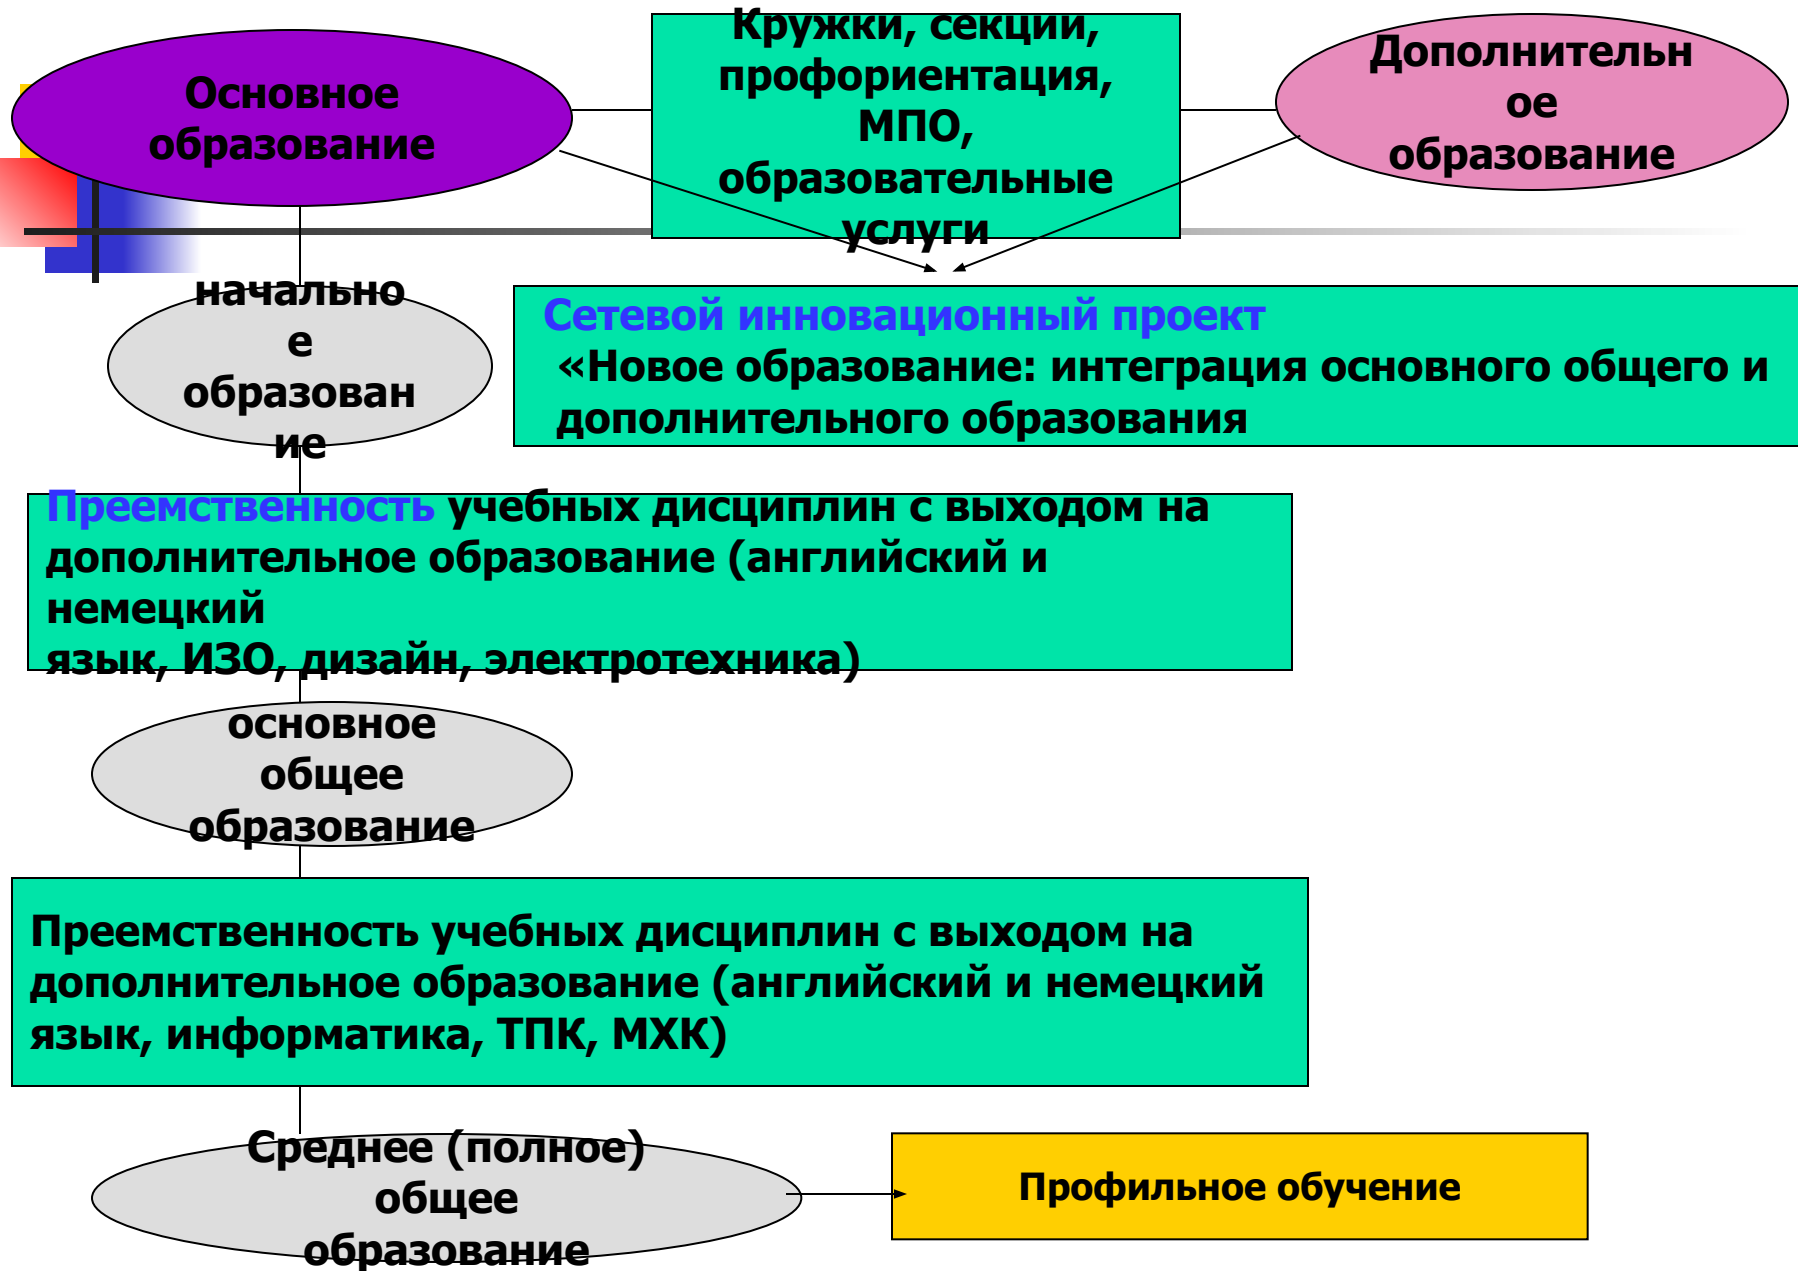 Основное
образование
Кружки, секции,
профориентация,
МПО,
образовательные
услуги
Дополнительн
ое
образование
начально
е
образован
ие
Сетевой инновационный проект
«Новое образование: интеграция основного общего и
дополнительного образования
Преемственность учебных дисциплин с выходом на
дополнительное образование (английский и
немецкий
язык, ИЗО, дизайн, электротехника)
основное
общее
образование
Преемственность учебных дисциплин с выходом на
дополнительное образование (английский и немецкий
язык, информатика, ТПК, МХК)
Среднее (полное)
общее
образование
Профильное обучение